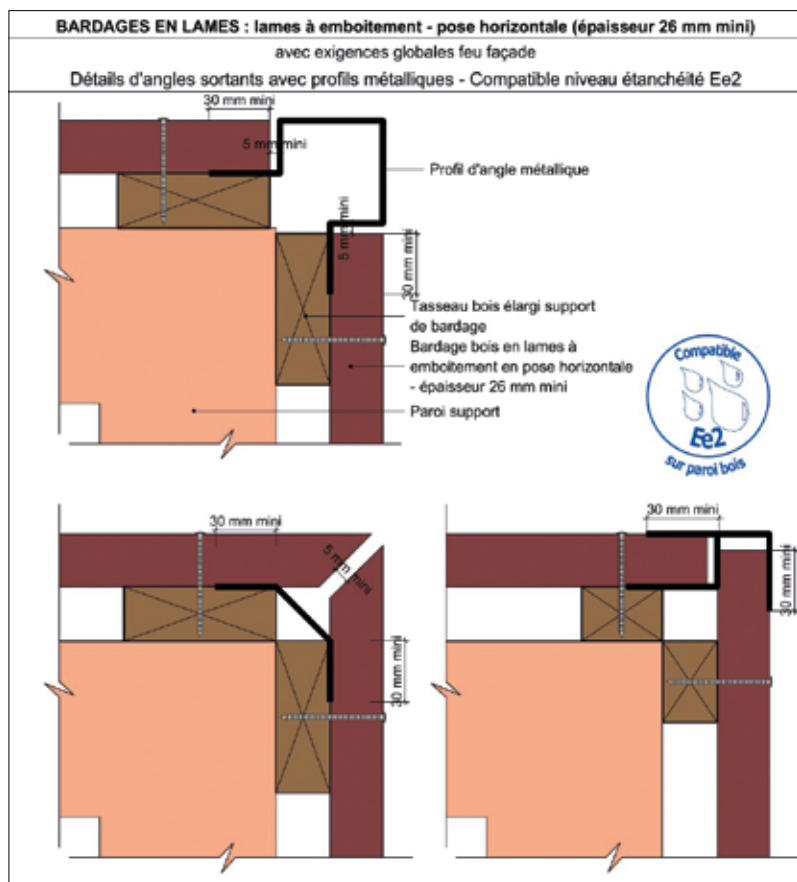 BARDAGES EN LAMES : lames à emboitement - pose horizontale (épaisseur 26 mm mini)
avec exigences globales feu façade
Détails d'angles sortants avec profils métalliques - Compatible niveau étanchéité Ee2
30 mm mini
5 mm mini
Profil d'angle métallique
5 mm mini
30 mm mini
Tasseau bois élargi support
de bardage
Bardage bois en lames à
emboitement en pose horizontale
- épaisseur 26 mm mini
Paroi support
Compatible
Ee2
sur paroi bois
30 mm mini
5 mm mini
30 mm mini
30 mm mini
30 mm mini